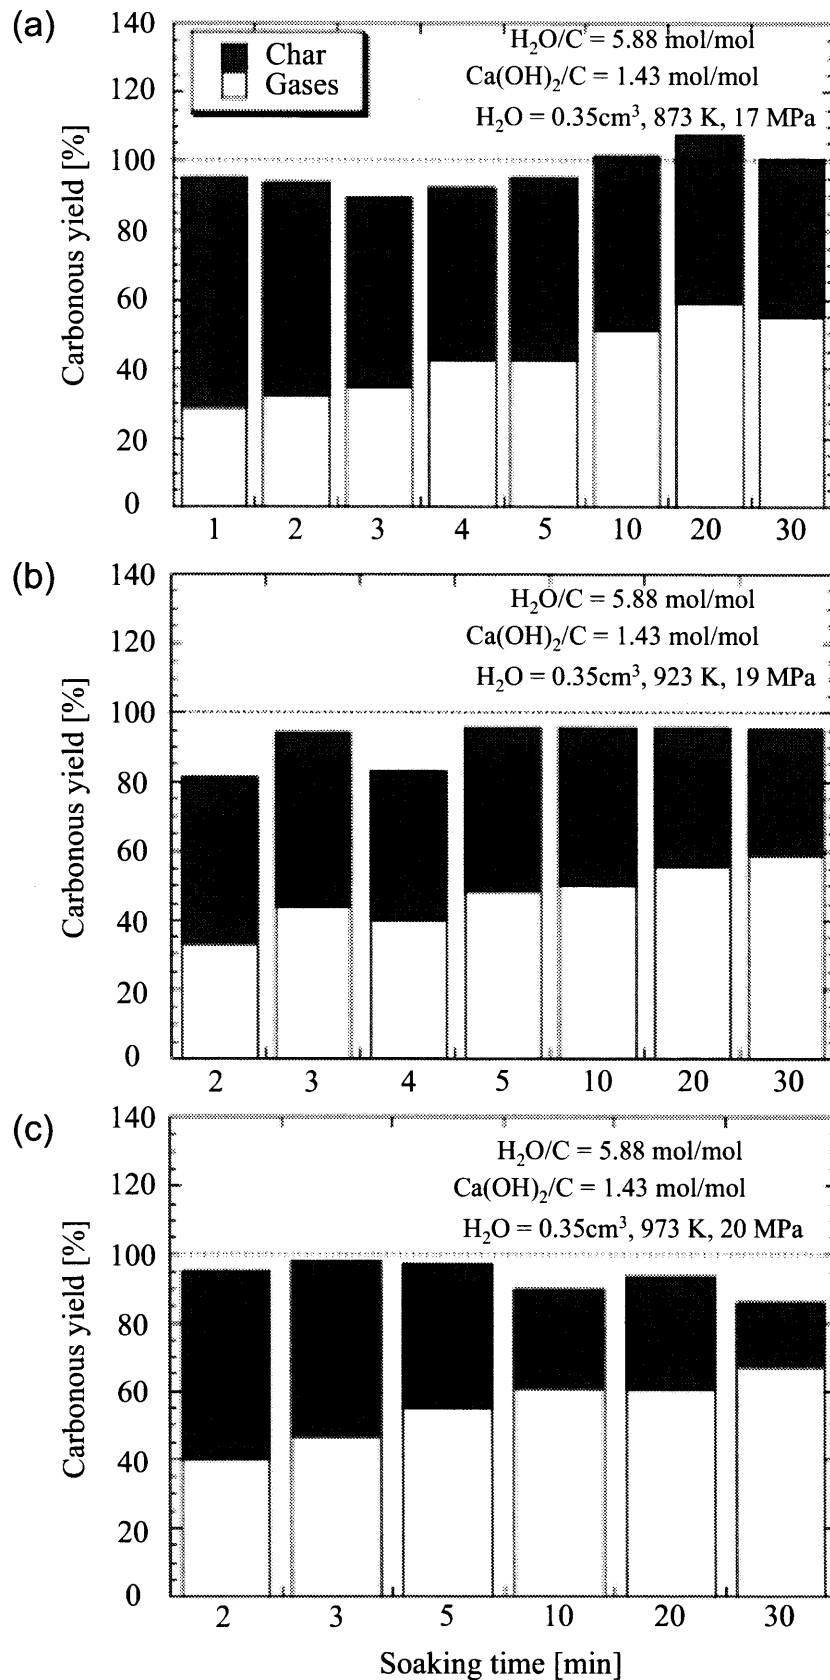 (a)
140
120
100
80
60
40
20
0
Carbonous yield [%]
Char
Gases
H₂O/C = 5.88 mol/mol
Ca(OH)₂/C = 1.43 mol/mol
H₂O = 0.35cm³, 873 K, 17 MPa
1 2 3 4 5 10 20 30
(b)
140
120
100
80
60
40
20
0
Carbonous yield [%]
H₂O/C = 5.88 mol/mol
Ca(OH)₂/C = 1.43 mol/mol
H₂O = 0.35cm³, 923 K, 19 MPa
2 3 4 5 10 20 30
(c)
140
120
100
80
60
40
20
0
Carbonous yield [%]
H₂O/C = 5.88 mol/mol
Ca(OH)₂/C = 1.43 mol/mol
H₂O = 0.35cm³, 973 K, 20 MPa
2 3 5 10 20 30
Soaking time [min]